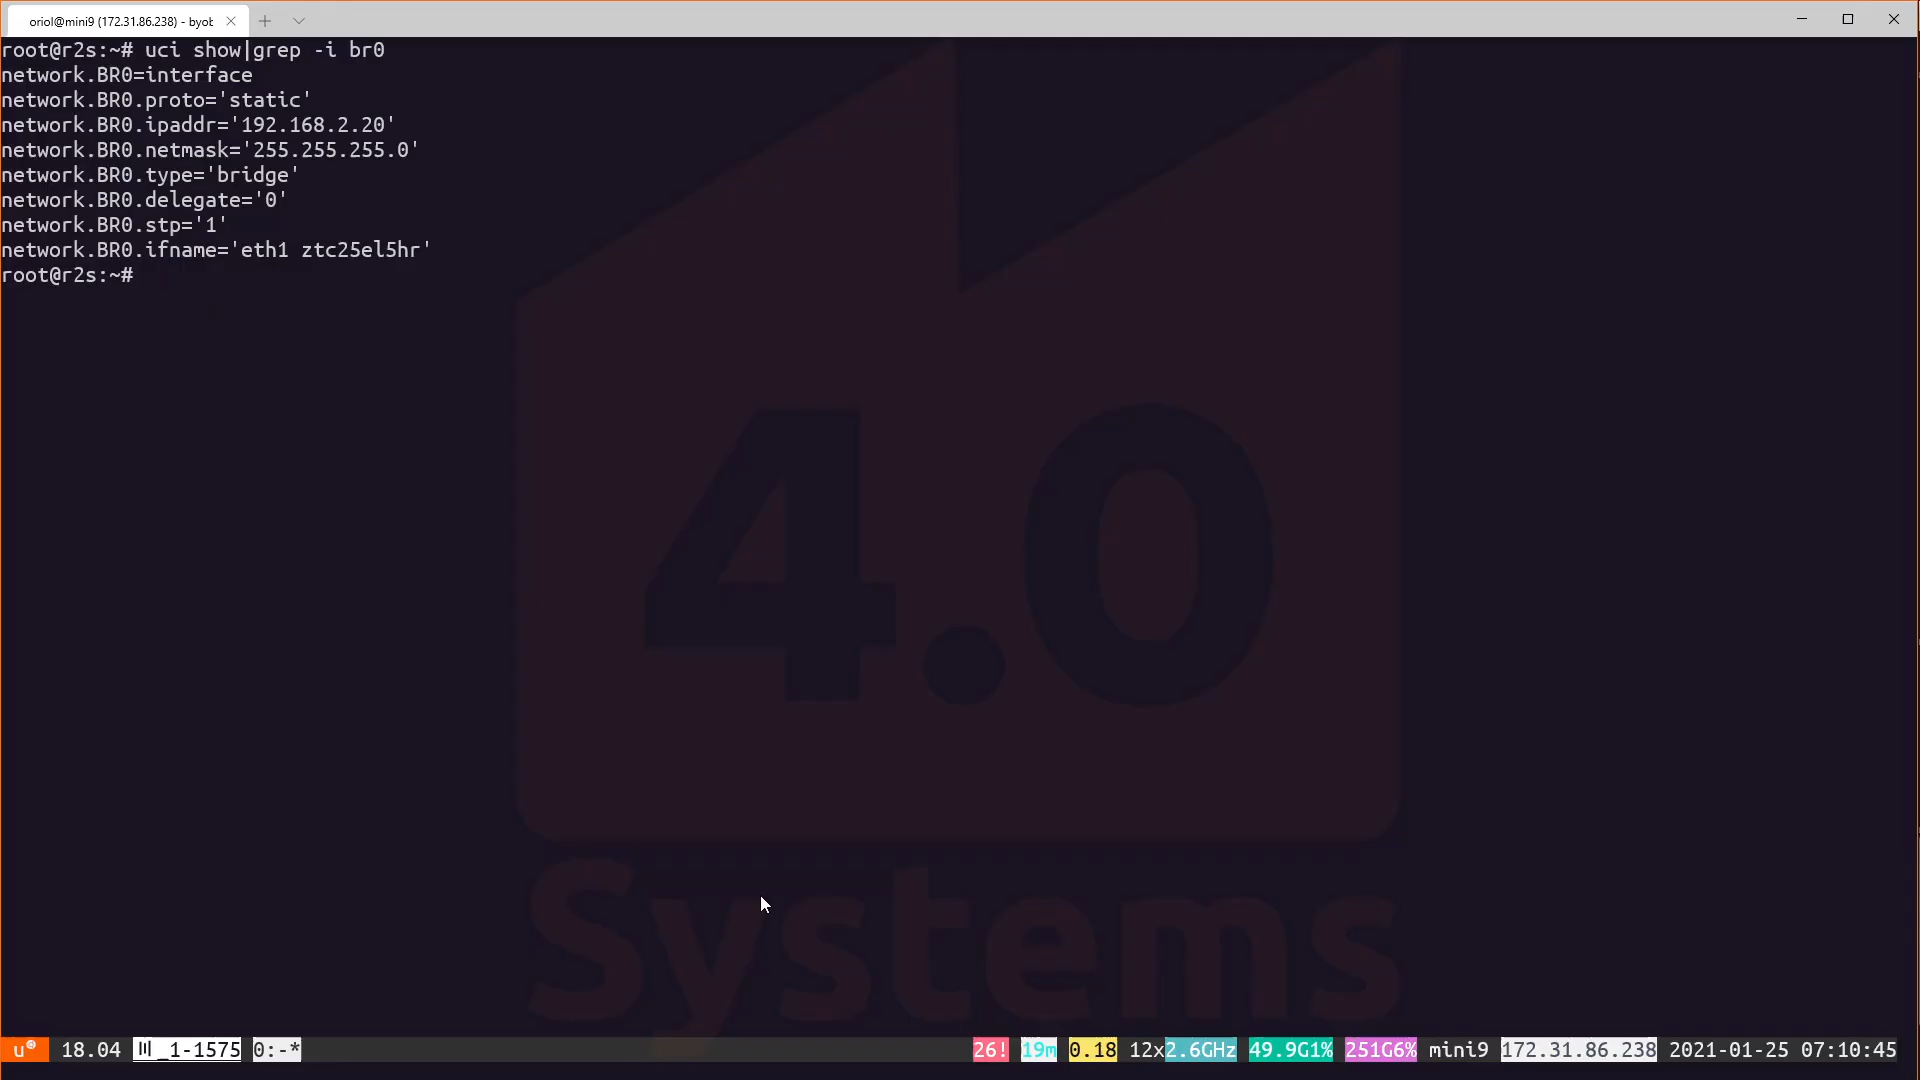 oriol@mini9 (172.31.86.238) - byob
root@r2s:~# uci show|grep -i br0
network.BR0=interface
network.BR0.proto='static'
network.BR0.ipaddr='192.168.2.20'
network.BR0.netmask='255.255.255.0'
network.BR0.type='bridge'
network.BR0.delegate='0'
network.BR0.stp='1'
network.BR0.ifname='eth1 ztc25el5hr'
root@r2s:~#
4.0
Systems
u 18.04 _1-1575 0:-* 26! 19m 0.18 12x2.6GHz 49.9G1% 251G6% mini9 172.31.86.238 2021-01-25 07:10:45